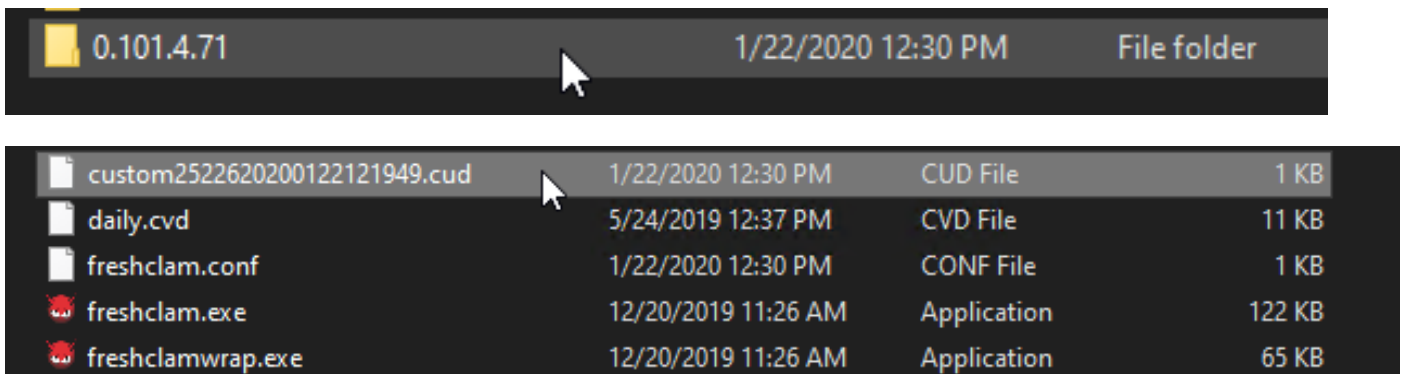 0.101.4.71 1/22/2020 12:30 PM File folder
custom2522620200122121949.cud 1/22/2020 12:30 PM CUD File 1 KB
daily.cvd 5/24/2019 12:37 PM CVD File 11 KB
freshclam.conf 1/22/2020 12:30 PM CONF File 1 KB
freshclam.exe 12/20/2019 11:26 AM Application 122 KB
freshclamwrap.exe 12/20/2019 11:26 AM Application 65 KB